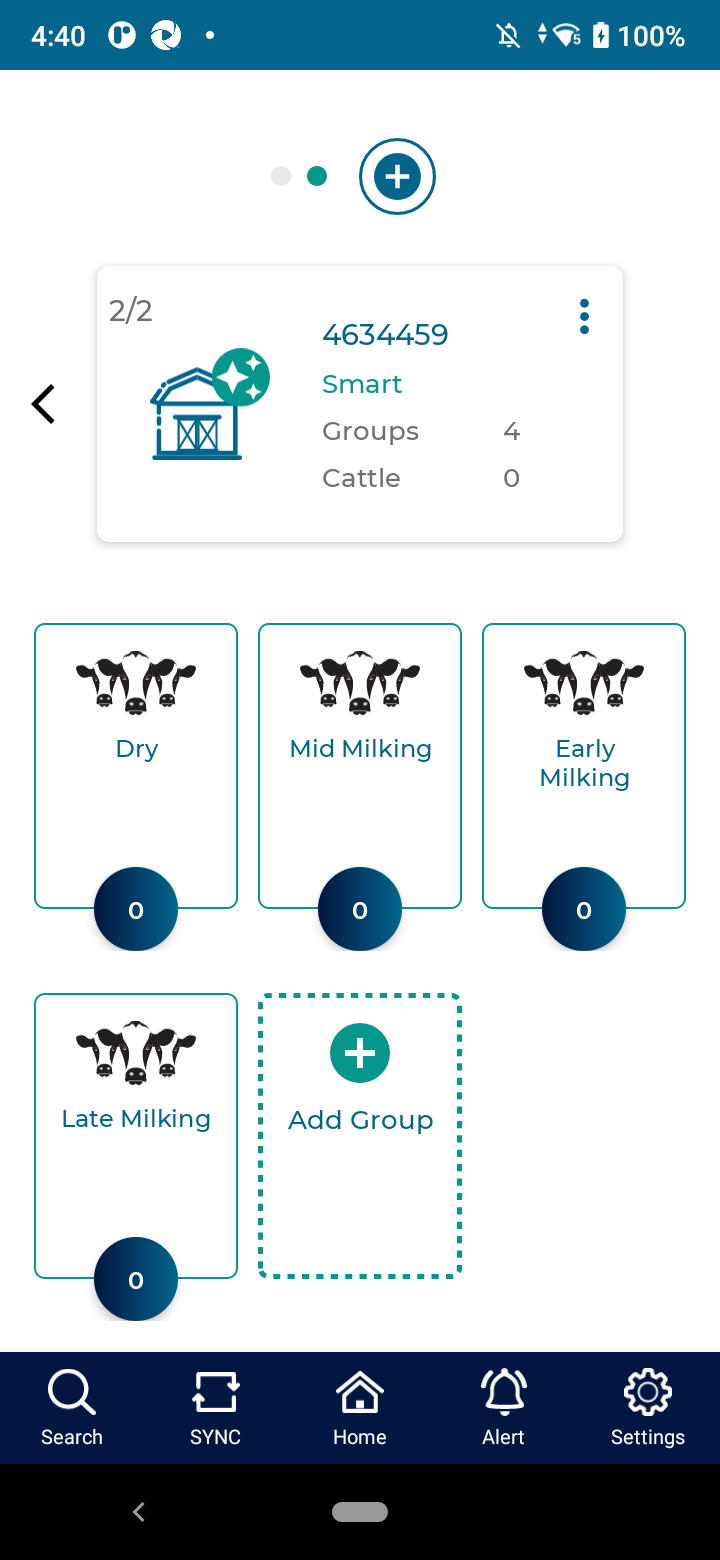 4:40
5
100%
2/2
4634459
Smart
Groups 4
Cattle 0
Dry
Mid Milking
Early
Milking
0
0
0
Late Milking
Add Group
0
Search
SYNC
Home
Alert
Settings